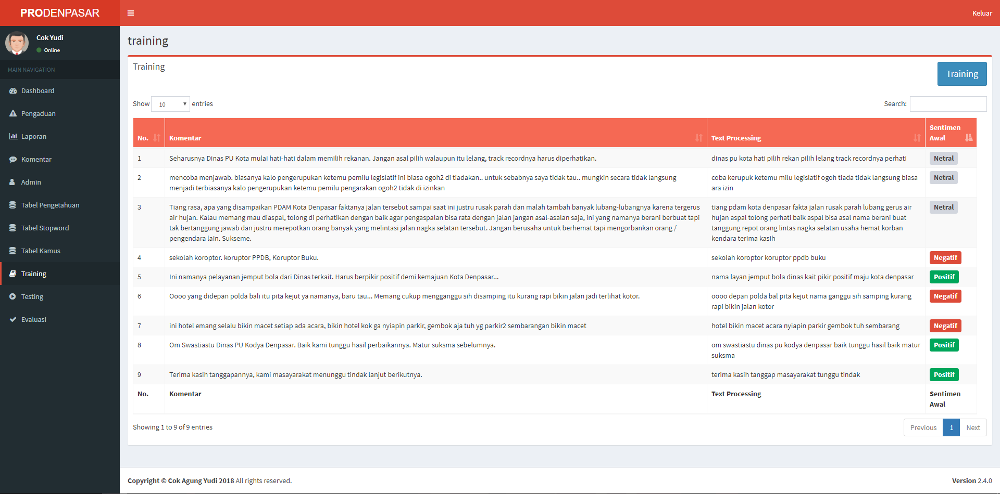 PRODENPASAR
Keluar
Cok Yudi
Online
MAIN NAVIGATION
Dashboard
Pengaduan
Laporan
Komentar
Admin
Tabel Pengetahuan
Tabel Stopword
Tabel Kamus
Training
Testing
Evaluasi
training
Training
Training
Show 10 entries
Search:
No. Komentar Text Processing Sentimen
Awal
1 Seharusnya Dinas PU Kota mulai hati-hati dalam memilih rekanan. Jangan asal pilih walaupun itu lelang, track recordnya harus diperhatikan.
dinas pu kota hati pilih rekan pilih lelang track recordnya perhati
Netral
2 mencoba menjawab. biasanya kalo pengerupukan ketemu pemilu legislatif ini biasa ogoh2 di tiadakan.. untuk sebabnya saya tidak tau.. mungkin secara tidak langsung
menjadi terbiasanya kalo pengerupukan ketemu pemilu pengarakan ogoh2 tidak di izinkan
coba kerupuk ketemu milu legislatif ogoh tiada tidak langsung biasa
ara izin
Netral
3 Tiang rasa, apa yang disampaikan PDAM Kota Denpasar faktanya jalan tersebut sampai saat ini justru rusak parah dan malah tambah banyak lubang-lubangnya karena tergerus
air hujan. Kalau memang mau diaspal, tolong di perhatikan dengan baik agar pengaspalan bisa rata dengan jalan jangan asal-asalan saja, ini yang namanya berani berbuat tapi
tak bertanggung jawab dan justru merepotkan orang banyak yang melintasi jalan nagka selatan tersebut. Jangan berusaha untuk berhemat tapi mengorbankan orang /
pengendara lain. Sukseme.
tiang pdam kota denpasar fakta jalan rusak parah lubang gerus air
hujan aspal tolong perhati baik aspal bisa asal nama berani buat
tanggung repot orang lintas nagka selatan usaha hemat korban
kendara terima kasih
Netral
4 sekolah koroptor. koruptor PPDB, Koruptor Buku.
sekolah koroptor koruptor ppdb buku
Negatif
5 Ini namanya pelayanan jemput bola dari Dinas terkait. Harus berpikir positif demi kemajuan Kota Denpasar...
nama layan jemput bola dinas kait pikir positif maju kota denpasar
Positif
6 Oooo yang didepan polda bali itu pita kejut ya namanya, baru tau... Memang cukup mengganggu sih disamping itu kurang rapi bikin jalan jadi terlihat kotor.
oooo depan polda bal pita kejut nama ganggu sih samping kurang
rapi bikin jalan kotor
Negatif
7 ini hotel emang selalu bikin macet setiap ada acara, bikin hotel kok ga nyiapin parkir, gembok aja tuh yg parkir2 sembarangan bikin macet
hotel bikin macet acara nyiapin parkir gembok tuh sembarang
Negatif
8 Om Swastiastu Dinas PU Kodya Denpasar. Baik kami tunggu hasil perbaikannya. Matur suksma sebelumnya.
om swastiastu dinas pu kodya denpasar baik tunggu hasil baik matur
suksma
Positif
9 Terima kasih tanggapannya, kami masayarakat menunggu tindak lanjut berikutnya.
terima kasih tanggap masayarakat tunggu tindak
Positif
No. Komentar Text Processing Sentimen
Awal
Showing 1 to 9 of 9 entries
Previous 1 Next
Copyright © Cok Agung Yudi 2018 All rights reserved.
Version 2.4.0